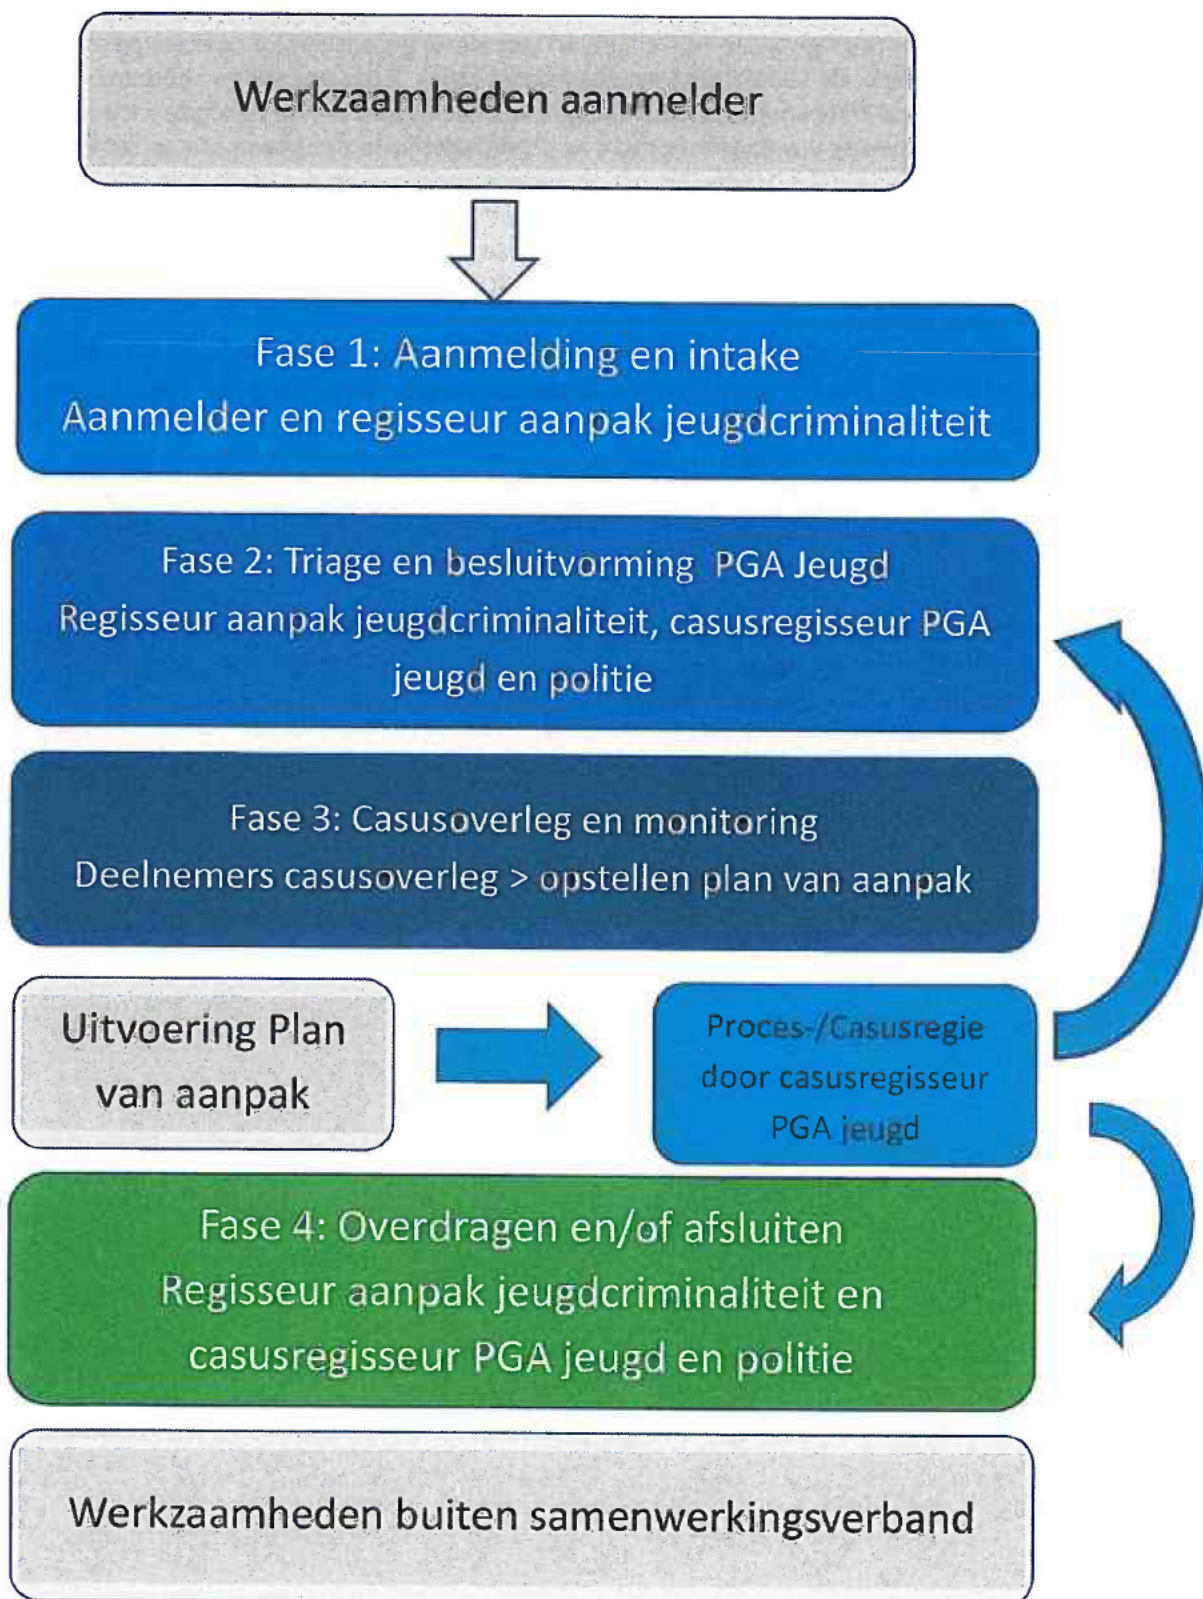 Werkzaamheden aanmelder
Fase 1: Aanmelding en intake
Aanmelder en regisseur aanpak jeugdcriminaliteit
Fase 2: Triage en besluitvorming PGA Jeugd
Regisseur aanpak jeugdcriminaliteit, casusregisseur PGA
jeugd en politie
Fase 3: Casusoverleg en monitoring
Deelnemers casusoverleg > opstellen plan van aanpak
Uitvoering Plan
van aanpak
Proces-/Casusregie
door casusregisseur
PGA jeugd
Fase 4: Overdragen en/of afsluiten
Regisseur aanpak jeugdcriminaliteit en
casusregisseur PGA jeugd en politie
Werkzaamheden buiten samenwerkingsverband